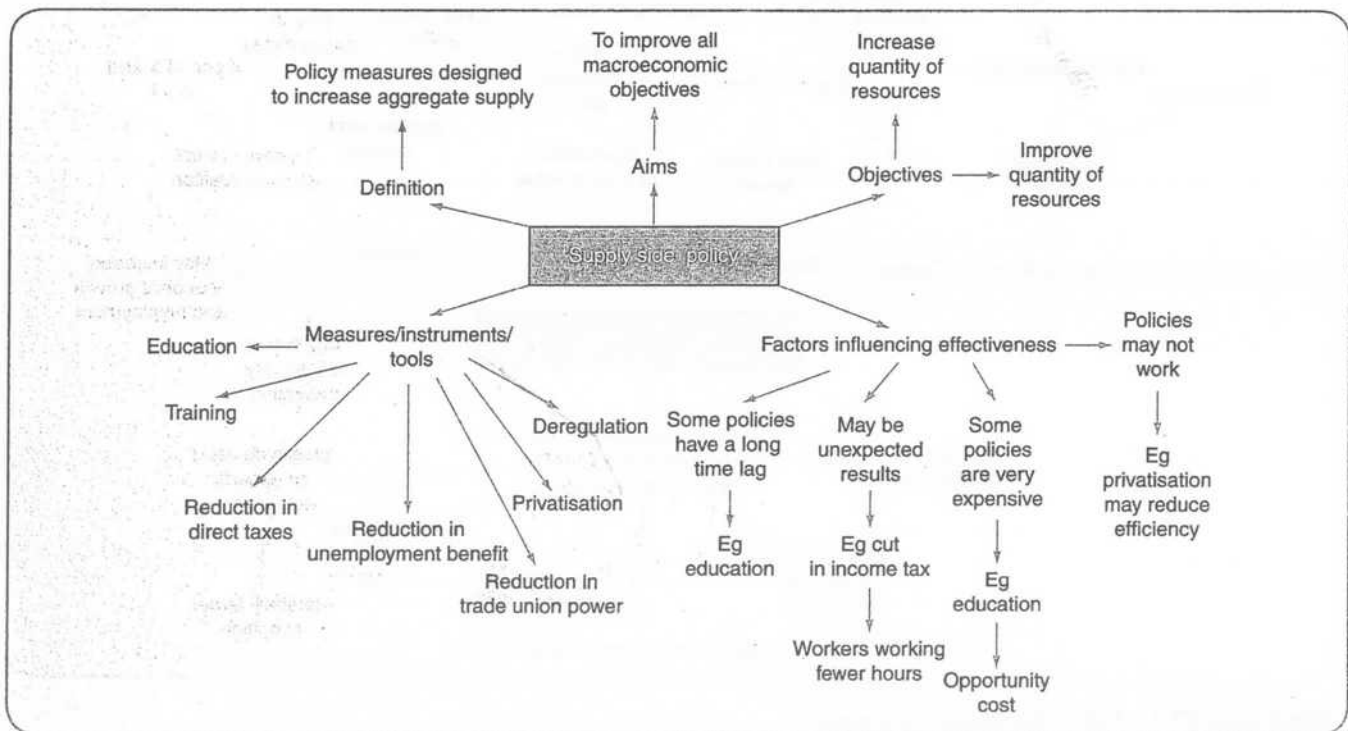 Policy measures designed
to increase aggregate supply
Definition
To improve all
macroeconomic
objectives
Aims
Increase
quantity of
resources
Objectives
Improve
quantity of
resources
Supply side policy
Measures/instruments/
tools
Education
Training
Reduction in
direct taxes
Reduction in
unemployment benefit
Reduction in
trade union power
Privatisation
Deregulation
Factors influencing effectiveness
Some policies
have a long
time lag
Eg
education
May be
unexpected
results
Eg cut
in income tax
Workers working
fewer hours
Some
policies
are very
expensive
Eg
education
Opportunity
cost
Policies
may not
work
Eg
privatisation
may reduce
efficiency